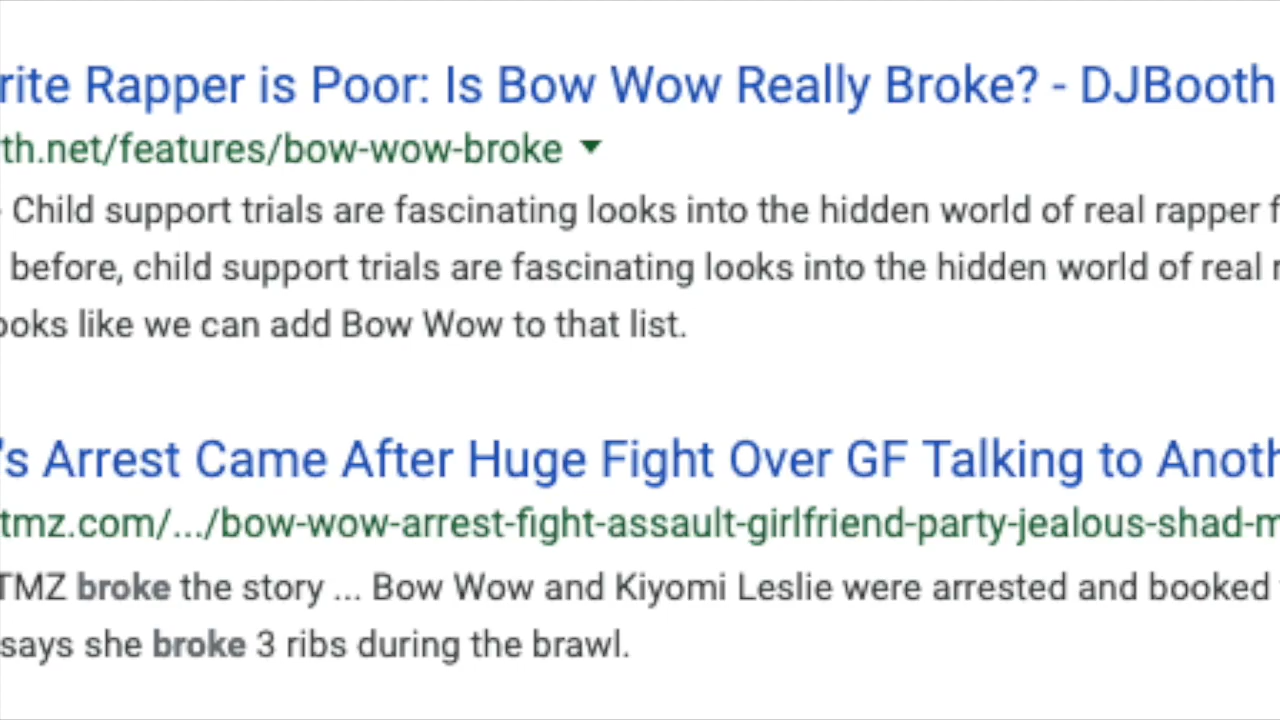 rite Rapper is Poor: Is Bow Wow Really Broke? - DJBooth
th.net/features/bow-wow-broke
Child support trials are fascinating looks into the hidden world of real rapper f
before, child support trials are fascinating looks into the hidden world of real r
ooks like we can add Bow Wow to that list.
's Arrest Came After Huge Fight Over GF Talking to Anoth
tmz.com/.../bow-wow-arrest-fight-assault-girlfriend-party-jealous-shad-m
TMZ broke the story ... Bow Wow and Kiyomi Leslie were arrested and booked
says she broke 3 ribs during the brawl.